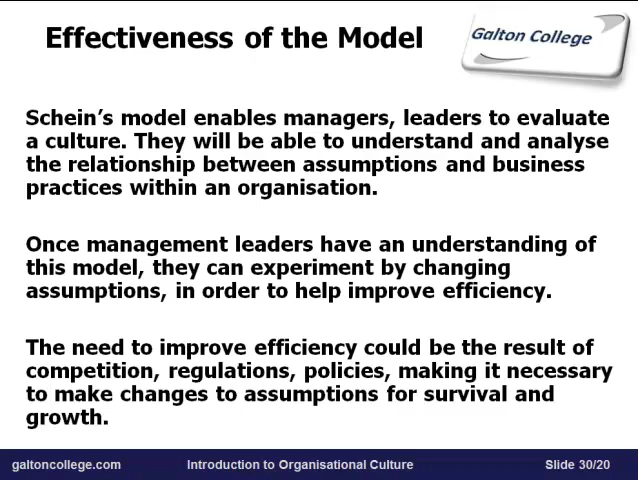 Effectiveness of the Model
Galton College
Schein's model enables managers, leaders to evaluate
a culture. They will be able to understand and analyse
the relationship between assumptions and business
practices within an organisation.
Once management leaders have an understanding of
this model, they can experiment by changing
assumptions, in order to help improve efficiency.
The need to improve efficiency could be the result of
competition, regulations, policies, making it necessary
to make changes to assumptions for survival and
growth.
galtoncollege.com Introduction to Organisational Culture Slide 30/20